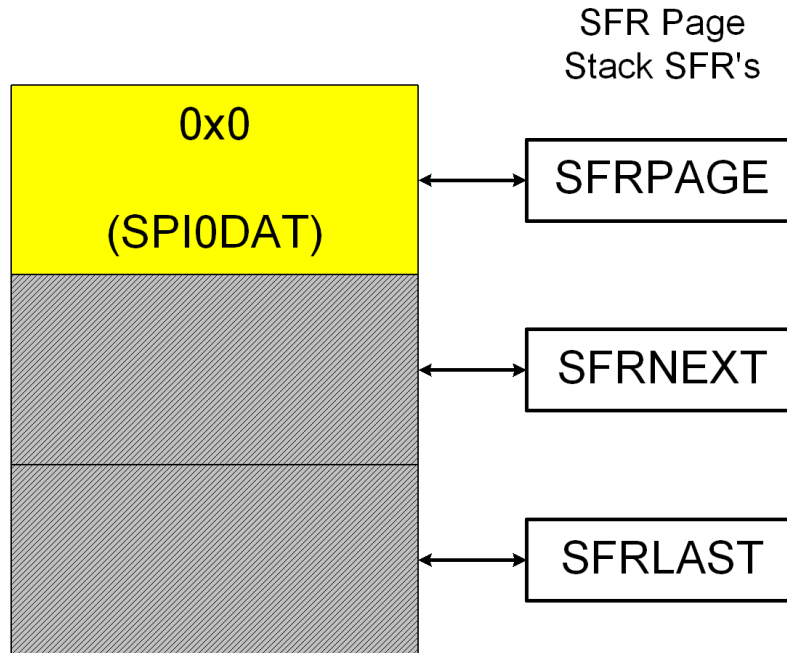 SFR Page
Stack SFR's
0x0
(SPI0DAT)
SFRPAGE
SFRNEXT
SFRLAST